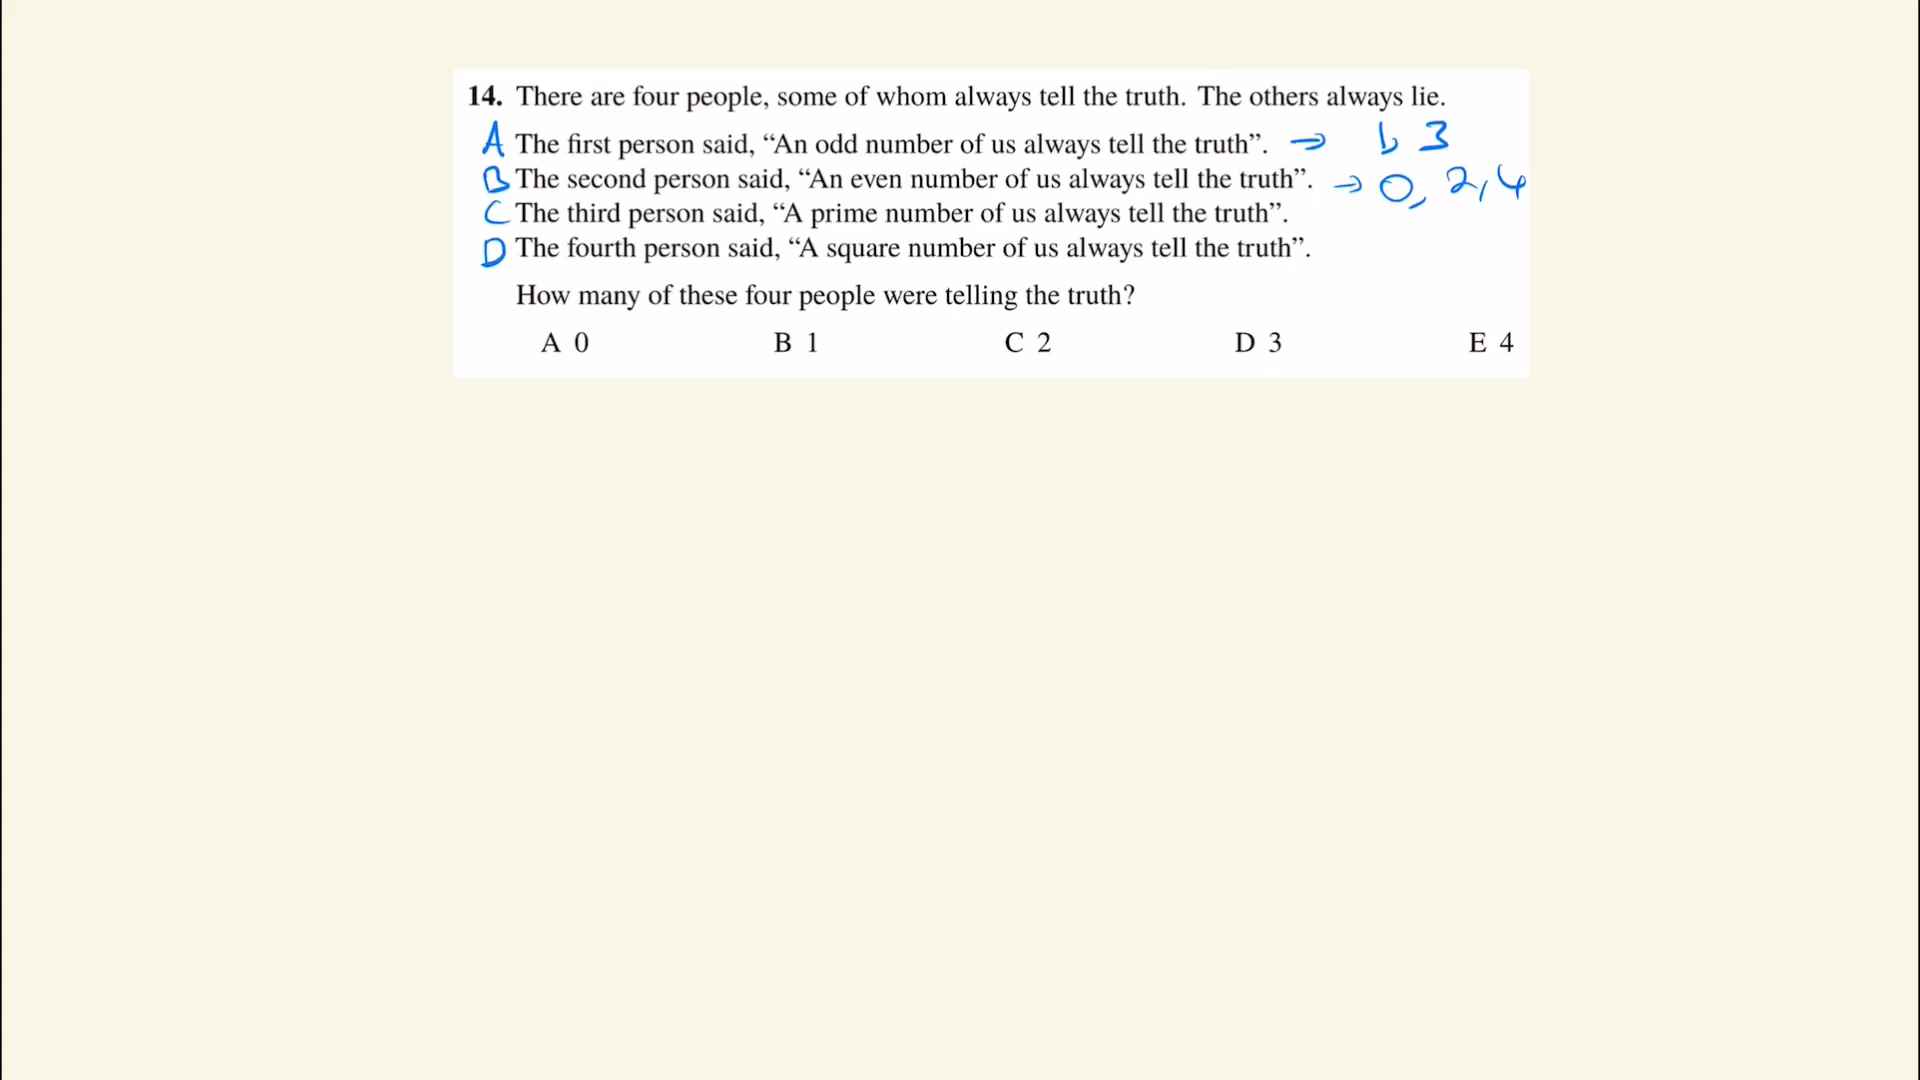 14. There are four people, some of whom always tell the truth. The others always lie.
A The first person said, “An odd number of us always tell the truth”. → 1, 3
B The second person said, “An even number of us always tell the truth”. → 0, 2, 4
C The third person said, “A prime number of us always tell the truth”.
D The fourth person said, “A square number of us always tell the truth”.
How many of these four people were telling the truth?
A 0 B 1 C 2 D 3 E 4